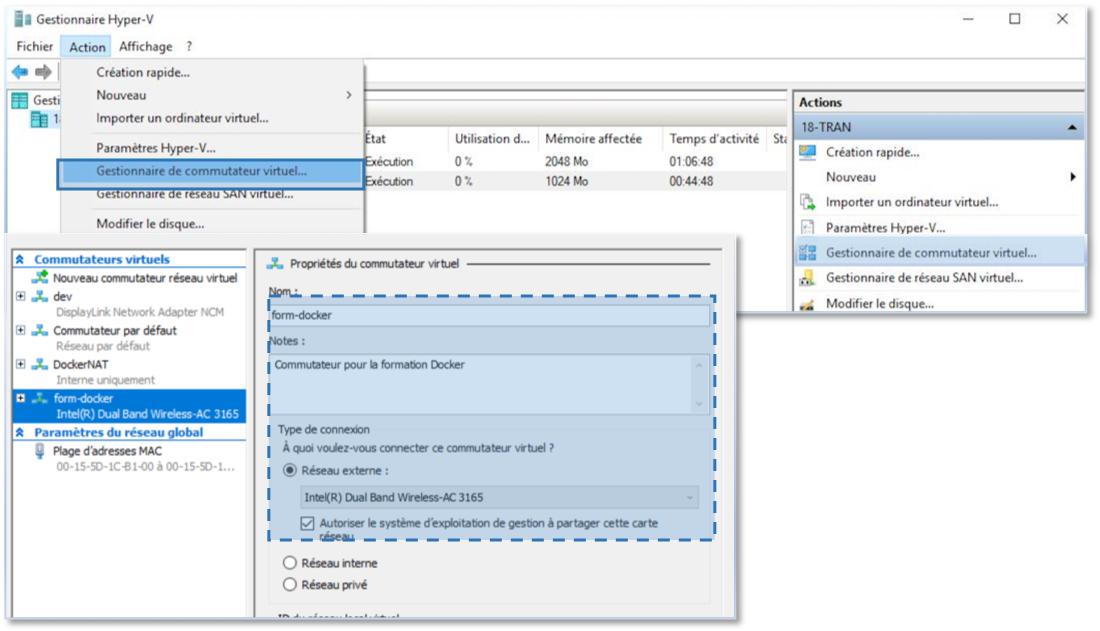 Gestionnaire Hyper-V
Fichier Action Affichage ?
Création rapide...
Nouveau
Importer un ordinateur virtuel...
Paramètres Hyper-V...
Gestionnaire de commutateur virtuel...
Gestionnaire de réseau SAN virtuel...
Modifier le disque...
État Utilisation d... Mémoire affectée Temps d'activité
Exécution 0 % 2048 Mo 01:06:48
Exécution 0 % 1024 Mo 00:44:48
Actions
18-TRAN
Création rapide...
Nouveau
Importer un ordinateur virtuel...
Paramètres Hyper-V...
Gestionnaire de commutateur virtuel...
Gestionnaire de réseau SAN virtuel...
Modifier le disque...
Commutateurs virtuels
Nouveau commutateur réseau virtuel
dev
DisplayLink Network Adapter NCM
Commutateur par défaut
Réseau par défaut
DockerNAT
Interne uniquement
form-docker
Intel(R) Dual Band Wireless-AC 3165
Paramètres du réseau global
Plage d'adresses MAC
00-15-5D-1C-B1-00 à 00-15-5D-1...
Propriétés du commutateur virtuel
Nom :
form-docker
Notes :
Commutateur pour la formation Docker
Type de connexion
À quoi voulez-vous connecter ce commutateur virtuel ?
Réseau externe :
Intel(R) Dual Band Wireless-AC 3165
Autoriser le système d'exploitation de gestion à partager cette carte
réseau
Réseau interne
Réseau privé